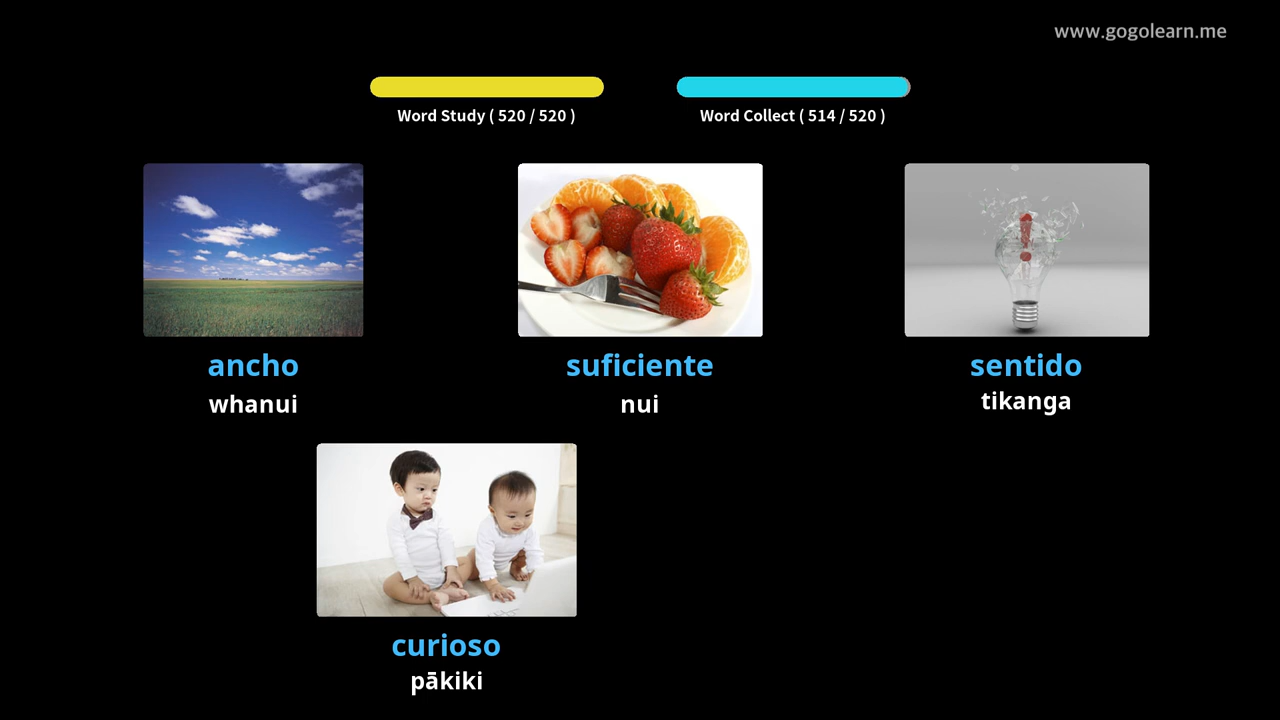 www.gogolearn.me
Word Study ( 520 / 520 )
Word Collect ( 514 / 520 )
ancho
whanui
suficiente
nui
sentido
tikanga
curioso
pākiki